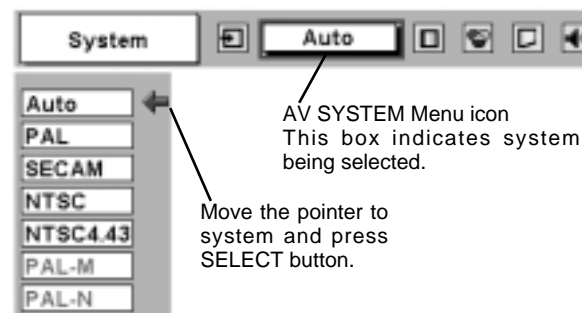 System
Auto
AV SYSTEM Menu icon
This box indicates system
being selected.
Auto
PAL
SECAM
NTSC
NTSC4.43
PAL-M
PAL-N
Move the pointer to
system and press
SELECT button.